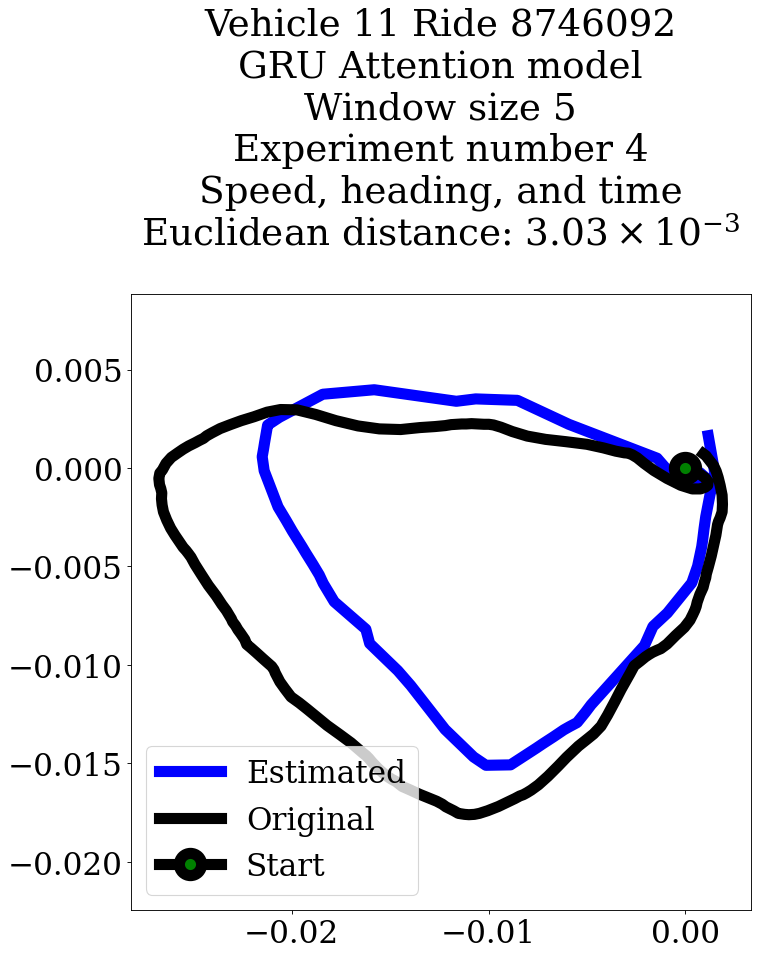 Vehicle 11 Ride 8746092
GRU Attention model
Window size 5
Experiment number 4
Speed, heading, and time
Euclidean distance: 3.03 × 10⁻³
0.005
0.000
−0.005
−0.010
−0.015
−0.020
Estimated
Original
Start
−0.02
−0.01
0.00